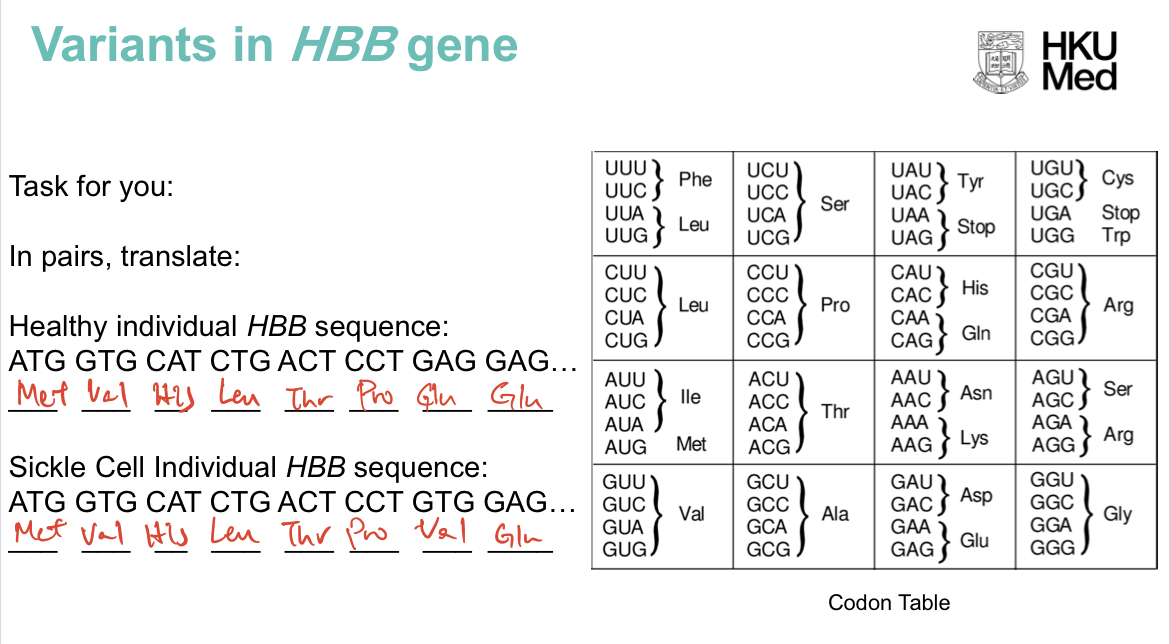 Variants in HBB gene
HKU
Med
Task for you:
In pairs, translate:
Healthy individual HBB sequence:
ATG GTG CAT CTG ACT CCT GAG GAG…
Met Val His Leu Thr Pro Glu Glu
Sickle Cell Individual HBB sequence:
ATG GTG CAT CTG ACT CCT GTG GAG…
Met Val His Leu Thr Pro Val Glu
UUU UUC Phe UCU UCC UCA UCG Ser UAU UAC Tyr UGU UGC Cys
UUA UUG Leu UAA UAG Stop UGA Stop
UGG Trp
CUU CUC CUA CUG Leu CCU CCC CCA CCG Pro CAU CAC His CGU CGC CGA CGG Arg
CAA CAG Gln
AUU AUC AUA Ile ACU ACC ACA ACG Thr AAU AAC Asn AGU AGC Ser
AUG Met AAA AAG Lys AGA AGG Arg
GUU GUC GUA GUG Val GCU GCC GCA GCG Ala GAU GAC Asp GGU GGC GGA GGG Gly
GAA GAG Glu
Codon Table